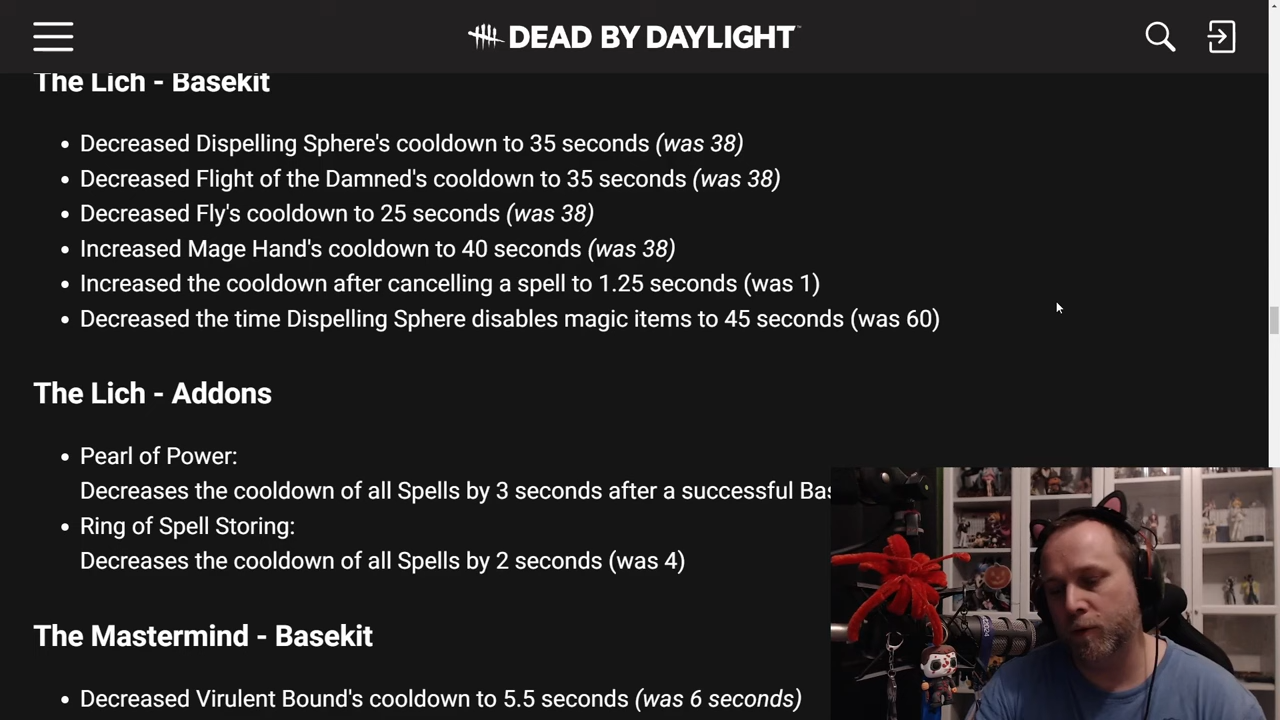 DEAD BY DAYLIGHT
The Lich - Basekit
• Decreased Dispelling Sphere's cooldown to 35 seconds (was 38)
• Decreased Flight of the Damned's cooldown to 35 seconds (was 38)
• Decreased Fly's cooldown to 25 seconds (was 38)
• Increased Mage Hand's cooldown to 40 seconds (was 38)
• Increased the cooldown after cancelling a spell to 1.25 seconds (was 1)
• Decreased the time Dispelling Sphere disables magic items to 45 seconds (was 60)
The Lich - Addons
• Pearl of Power:
Decreases the cooldown of all Spells by 3 seconds after a successful Bas
• Ring of Spell Storing:
Decreases the cooldown of all Spells by 2 seconds (was 4)
The Mastermind - Basekit
• Decreased Virulent Bound's cooldown to 5.5 seconds (was 6 seconds)